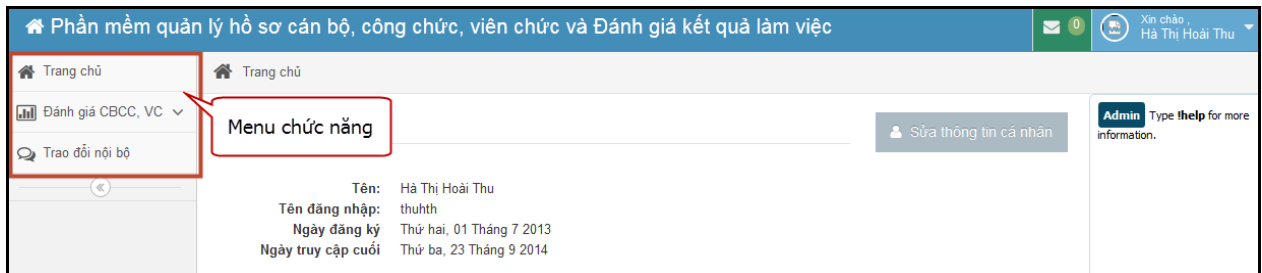 Phần mềm quản lý hồ sơ cán bộ, công chức, viên chức và Đánh giá kết quả làm việc
0
Xin chào ,
Hà Thị Hoài Thu
Trang chủ
Trang chủ
Đánh giá CBCC, VC
Trao đổi nội bộ
Menu chức năng
Sửa thông tin cá nhân
Admin Type !help for more
information.
Tên: Hà Thị Hoài Thu
Tên đăng nhập: thuhth
Ngày đăng ký Thứ hai, 01 Tháng 7 2013
Ngày truy cập cuối Thứ ba, 23 Tháng 9 2014